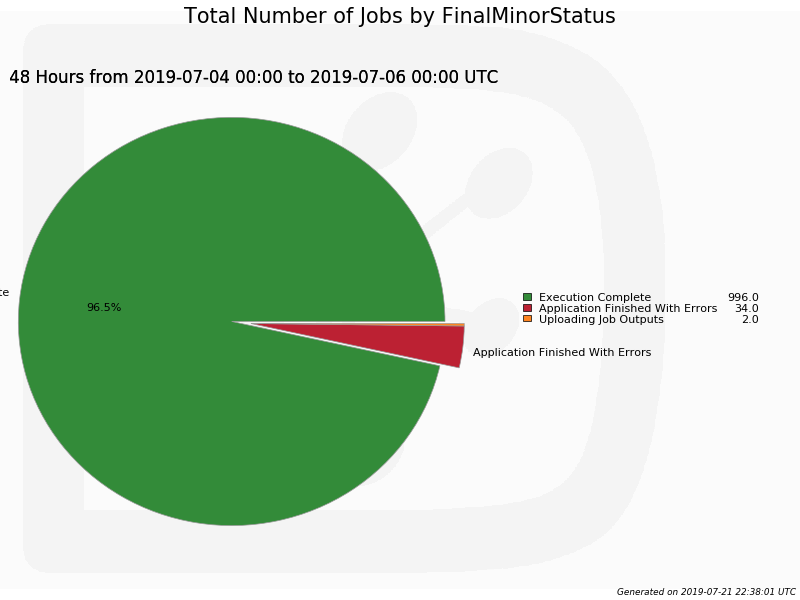 Total Number of Jobs by FinalMinorStatus
48 Hours from 2019-07-04 00:00 to 2019-07-06 00:00 UTC
te
96.5%
Execution Complete 996.0
Application Finished With Errors 34.0
Uploading Job Outputs 2.0
Application Finished With Errors
Generated on 2019-07-21 22:38:01 UTC